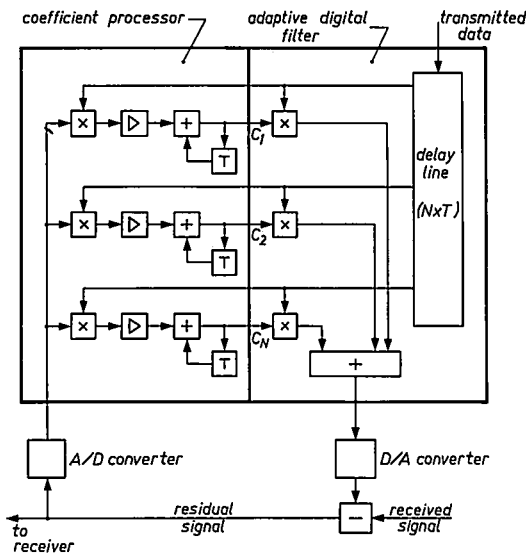 coefficient processor
adaptive digital
filter
transmitted
data
× ▷ + C1 ×
T
delay
line
(N×T)
× ▷ + C2 ×
T
× ▷ + CN ×
T
+
A/D converter
D/A converter
to
receiver
residual
signal
−
received
signal